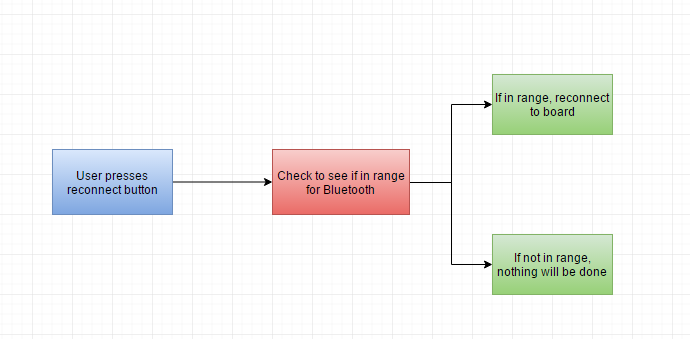 If in range, reconnect
to board
User presses
reconnect button
Check to see if in range
for Bluetooth
If not in range,
nothing will be done